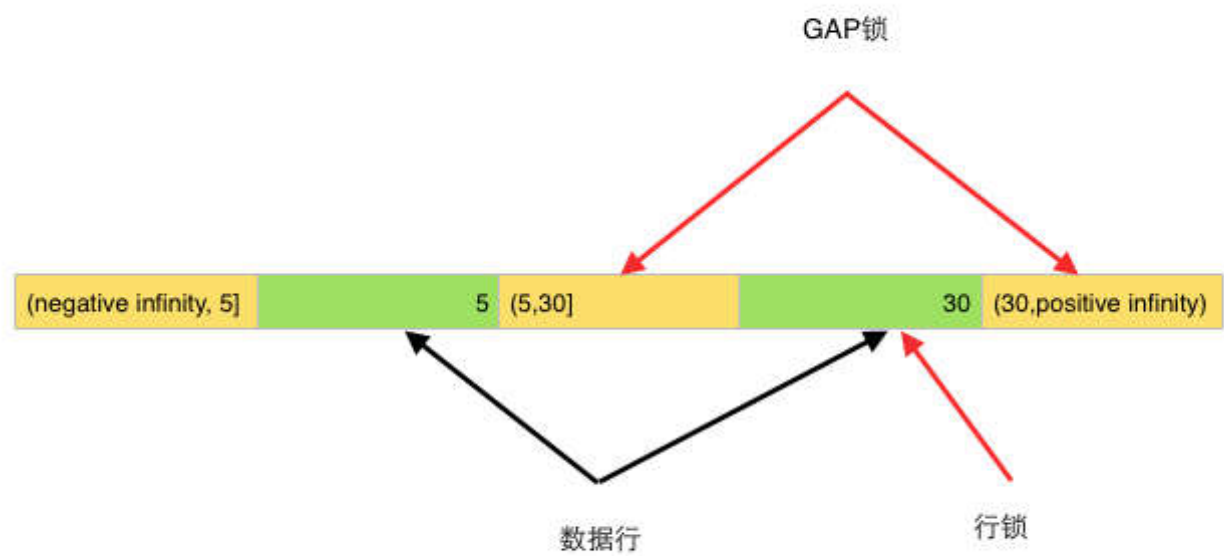 GAP锁
(negative infinity, 5] 5 (5,30] 30 (30,positive infinity)
数据行
行锁